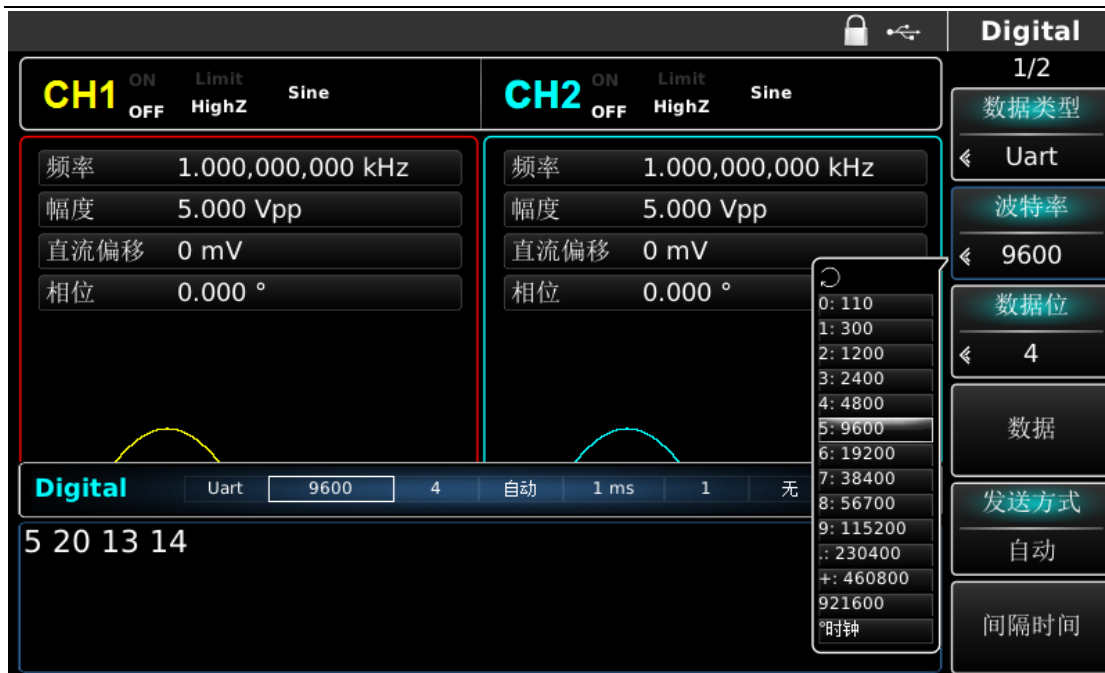 Digital
1/2
CH1 ON OFF Limit HighZ Sine
CH2 ON OFF Limit HighZ Sine
频率 1.000,000,000 kHz
幅度 5.000 Vpp
直流偏移 0 mV
相位 0.000 °
频率 1.000,000,000 kHz
幅度 5.000 Vpp
直流偏移 0 mV
相位 0.000 °
0: 110
1: 300
2: 1200
3: 2400
4: 4800
5: 9600
6: 19200
7: 38400
8: 56700
9: 115200
.: 230400
+: 460800
921600
°时钟
Digital Uart 9600 4 自动 1 ms 1 无
5 20 13 14
数据类型
Uart
波特率
9600
数据位
4
数据
发送方式
自动
间隔时间